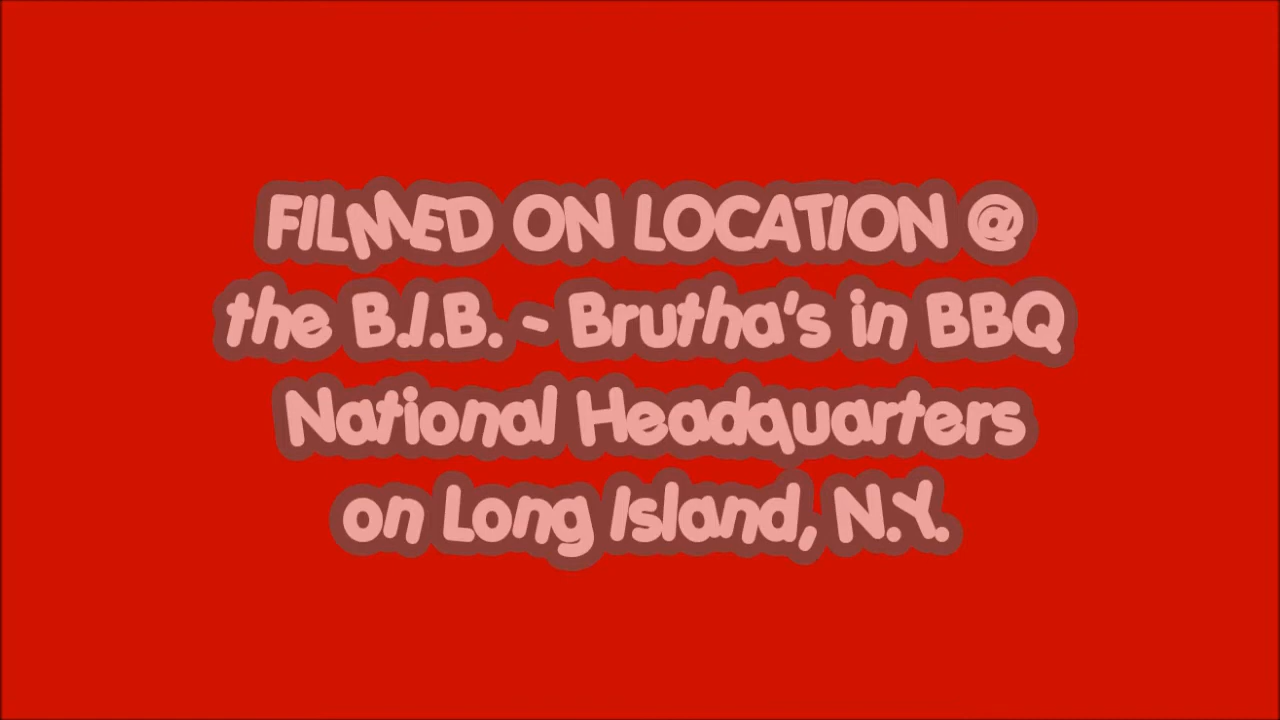 FILMED ON LOCATION @
the B.I.B. - Brutha's in BBQ
National Headquarters
on Long Island, N.Y.